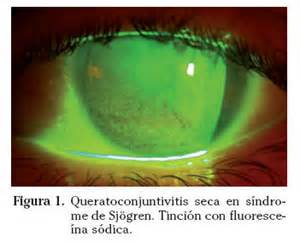 Figura 1. Queratoconjuntivitis seca en síndro-
me de Sjögren. Tinción con fluoresce-
ína sódica.